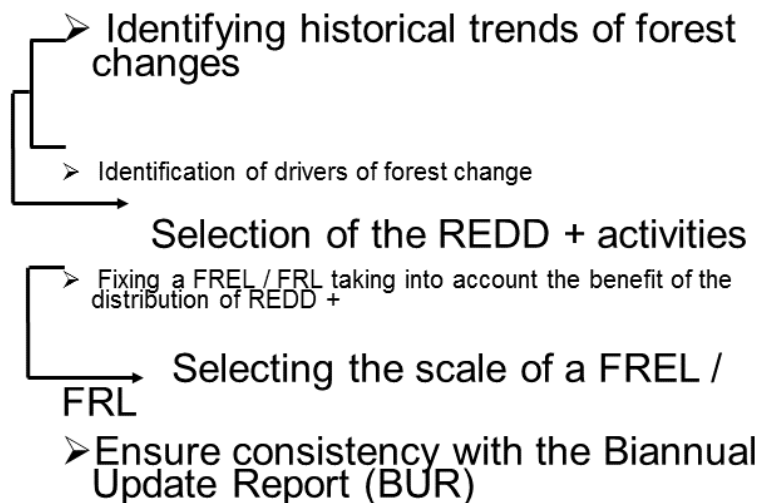 ➢ Identifying historical trends of forest
changes
➢ Identification of drivers of forest change
Selection of the REDD + activities
➢ Fixing a FREL / FRL taking into account the benefit of the
distribution of REDD +
Selecting the scale of a FREL /
FRL
➢Ensure consistency with the Biannual
Update Report (BUR)